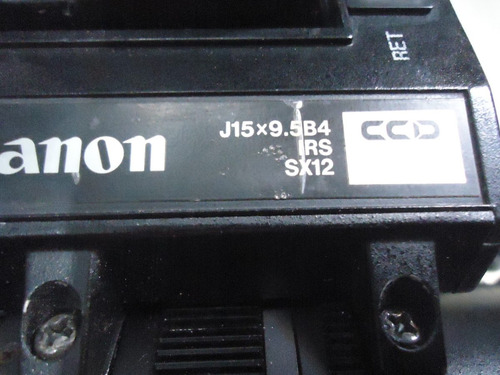 RET
anon
J15×9.5B4
IRS
SX12
CCD